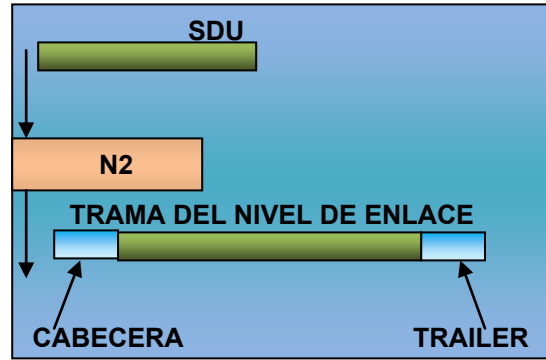 SDU
N2
TRAMA DEL NIVEL DE ENLACE
CABECERA TRAILER